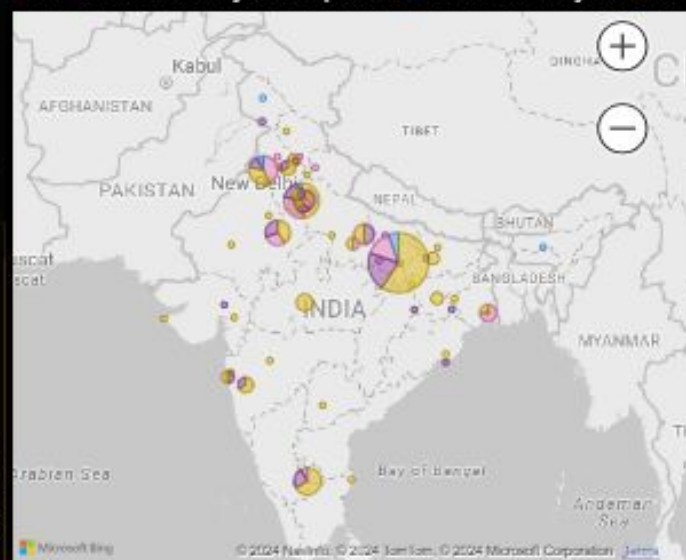 Kabul
AFGHANISTAN
TIBET
PAKISTAN
New Delhi
NEPAL
BHUTAN
BANGLADESH
INDIA
MYANMAR
Arabian Sea
Bay of Bengal
Andaman
Sea
Microsoft Bing
© 2024 NavInfo, © 2024 TomTom, © 2024 Microsoft Corporation Terms